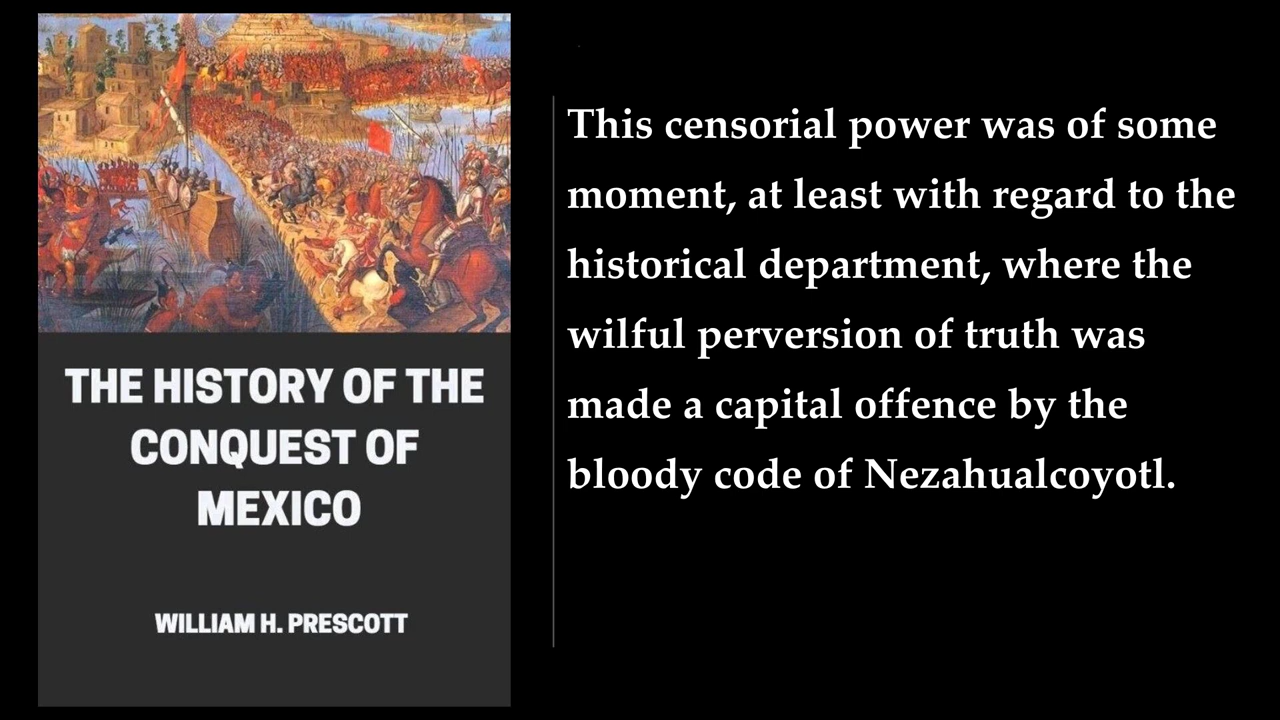 THE HISTORY OF THE
CONQUEST OF
MEXICO
WILLIAM H. PRESCOTT
This censorial power was of some
moment, at least with regard to the
historical department, where the
wilful perversion of truth was
made a capital offence by the
bloody code of Nezahualcoyotl.